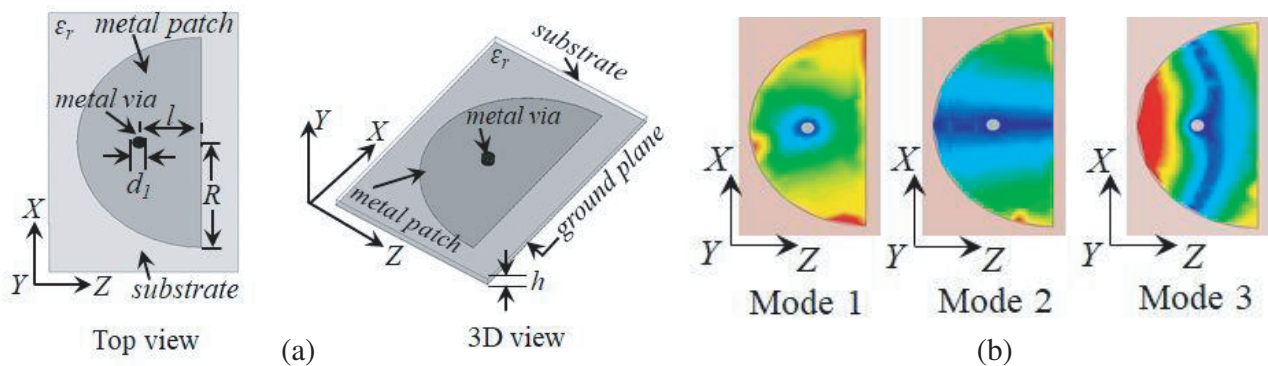 εr
metal patch
metal via
l
d1
R
X
Y
Z
substrate
Top view
(a)
substrate
εr
Y
X
metal via
metal patch
ground plane
Z
h
3D view
X
Y
Z
Mode 1
X
Y
Z
Mode 2
X
Y
Z
Mode 3
(b)